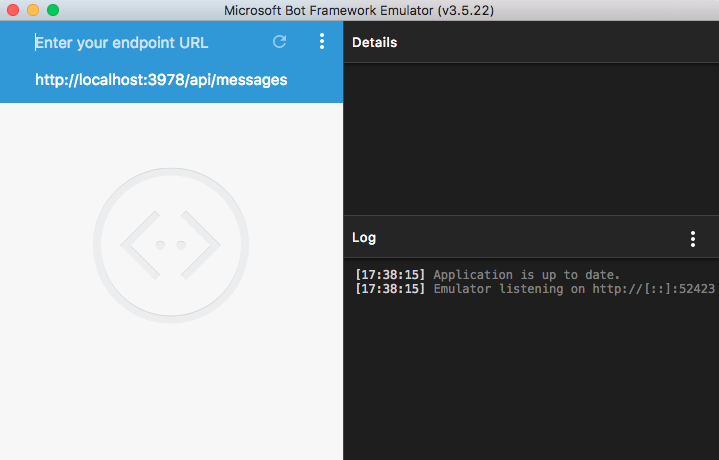 Microsoft Bot Framework Emulator (v3.5.22)
Enter your endpoint URL
http://localhost:3978/api/messages
Details
Log
[17:38:15] Application is up to date.
[17:38:15] Emulator listening on http://[::]:52423